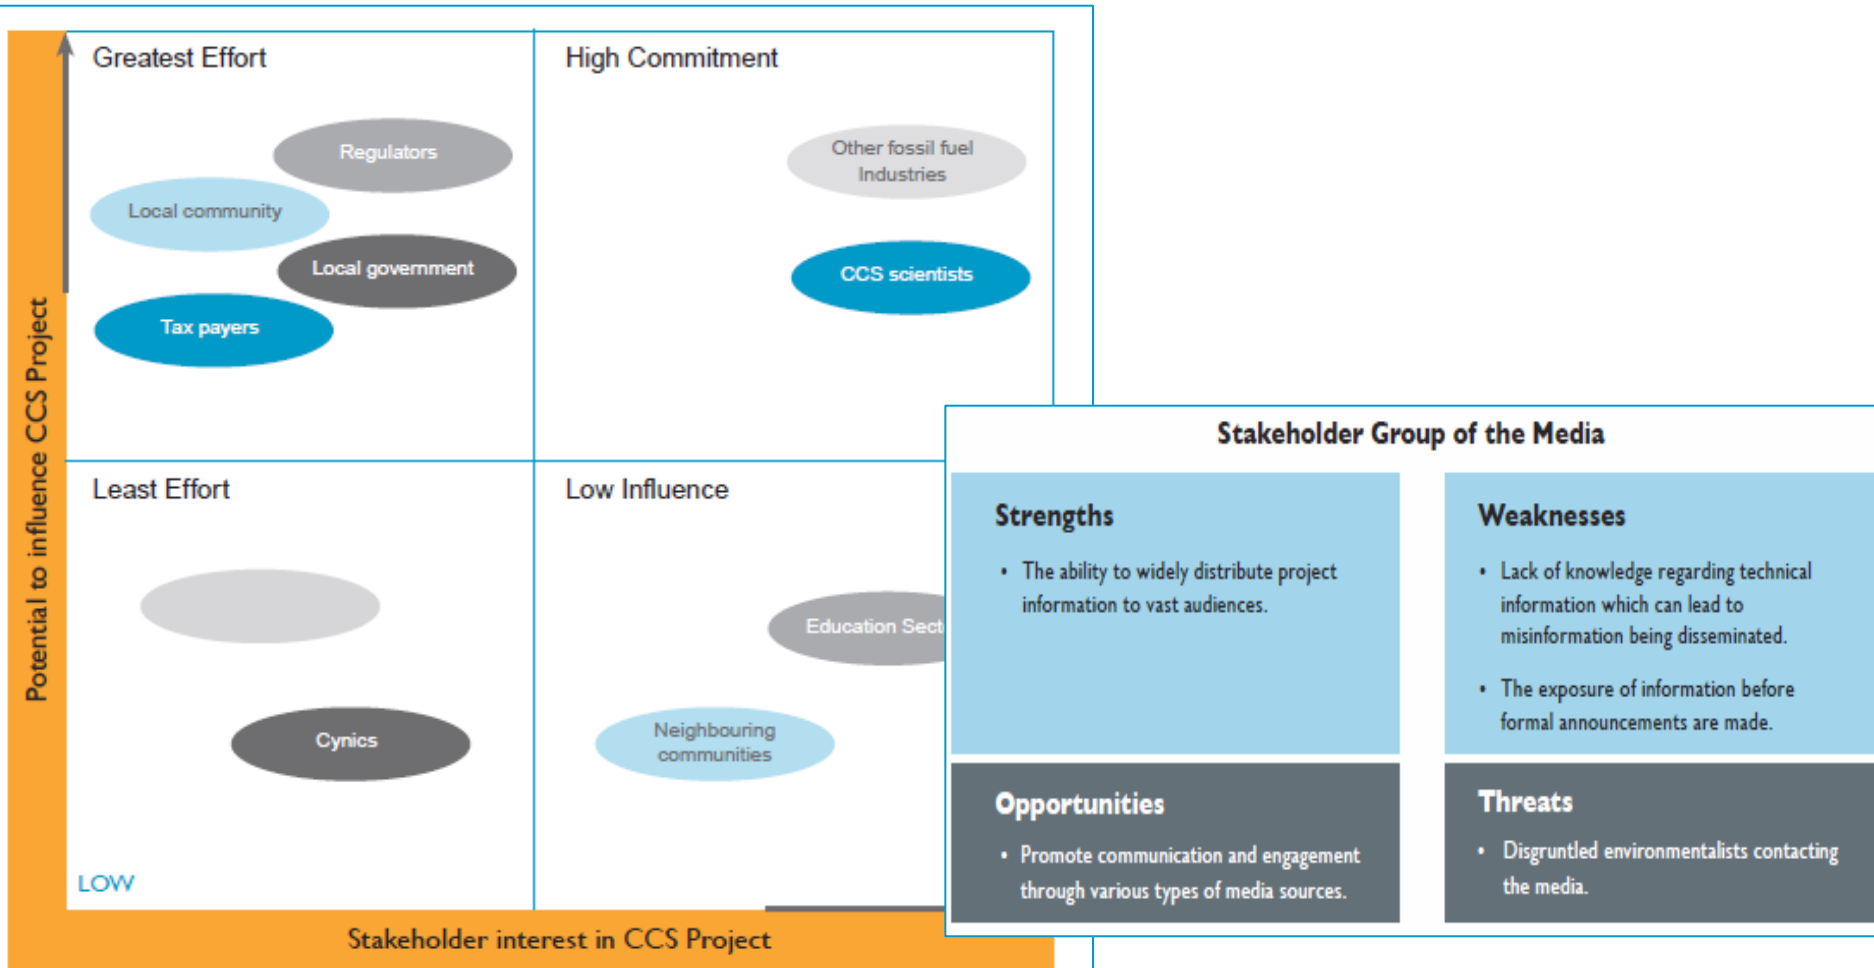 Greatest Effort
High Commitment
Regulators
Other fossil fuel
Industries
Local community
Local government
CCS scientists
Tax payers
Potential to influence CCS Project
Least Effort
Low Influence
Education Sect
Cynics
Neighbouring
communities
LOW
Stakeholder interest in CCS Project
Stakeholder Group of the Media
Strengths
• The ability to widely distribute project
information to vast audiences.
Weaknesses
• Lack of knowledge regarding technical
information which can lead to
misinformation being disseminated.
• The exposure of information before
formal announcements are made.
Opportunities
• Promote communication and engagement
through various types of media sources.
Threats
• Disgruntled environmentalists contacting
the media.